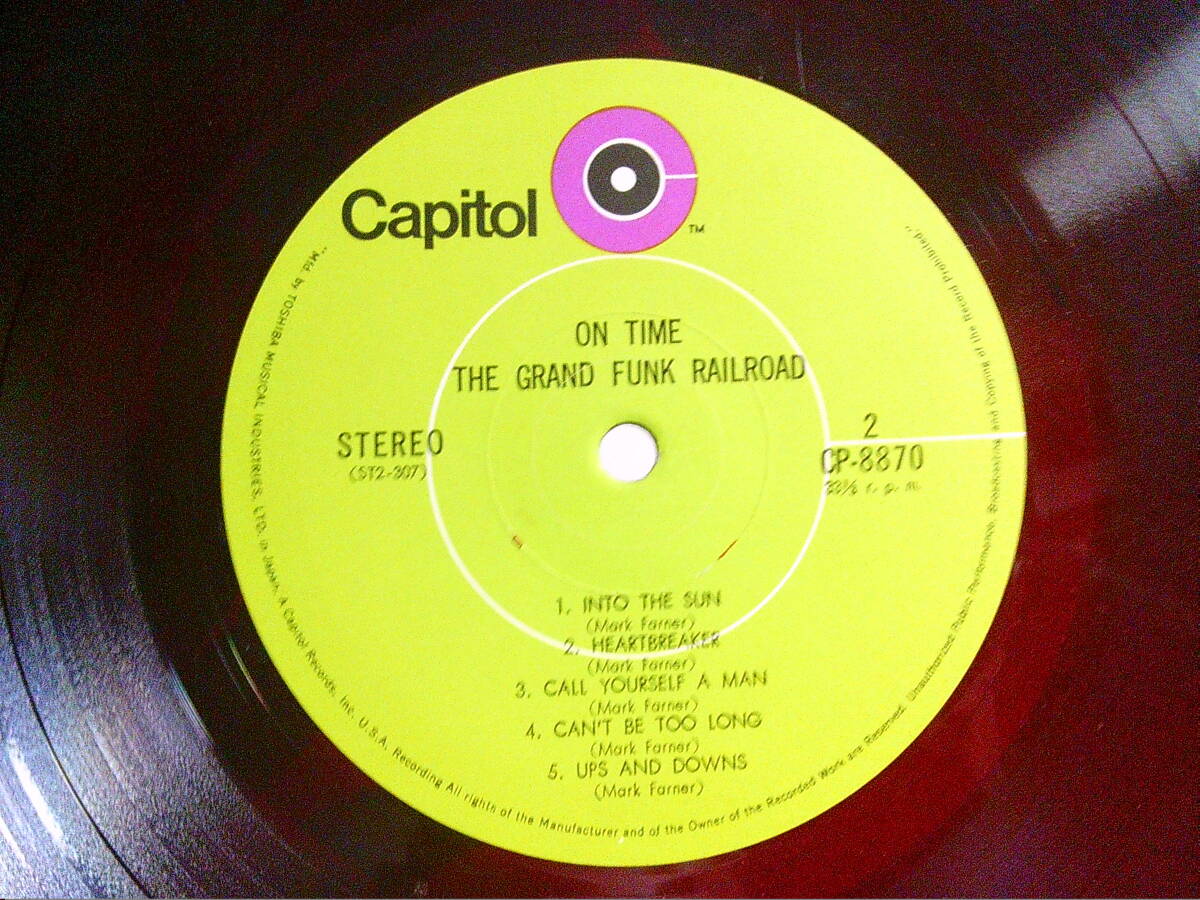 Capitol
TM
ON TIME
THE GRAND FUNK RAILROAD
STEREO
(ST2-307)
2
CP-8870
33⅓ r. p. m.
1. INTO THE SUN
(Mark Farner)
2. HEARTBREAKER
(Mark Farner)
3. CALL YOURSELF A MAN
(Mark Farner)
4. CAN'T BE TOO LONG
(Mark Farner)
5. UPS AND DOWNS
(Mark Farner)
"Mfd. by TOSHIBA MUSICAL INDUSTRIES, LTD. in Japan, A Capitol Records, Inc. U.S.A. Recording All rights of the Manufacturer and of the Owner of the Recorded Work are Reserved. Unauthorized Public Performance, Broadcasting and Copying of the Record Prohibited."